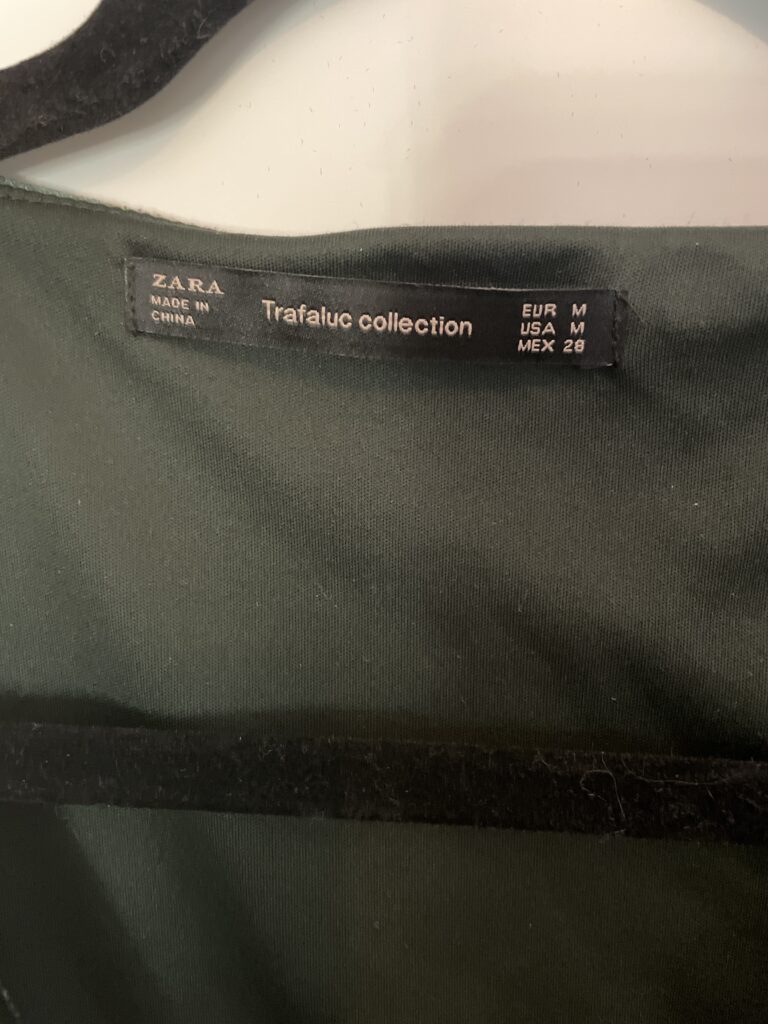 ZARA
MADE IN
CHINA
Trafaluc collection
EUR M
USA M
MEX 28